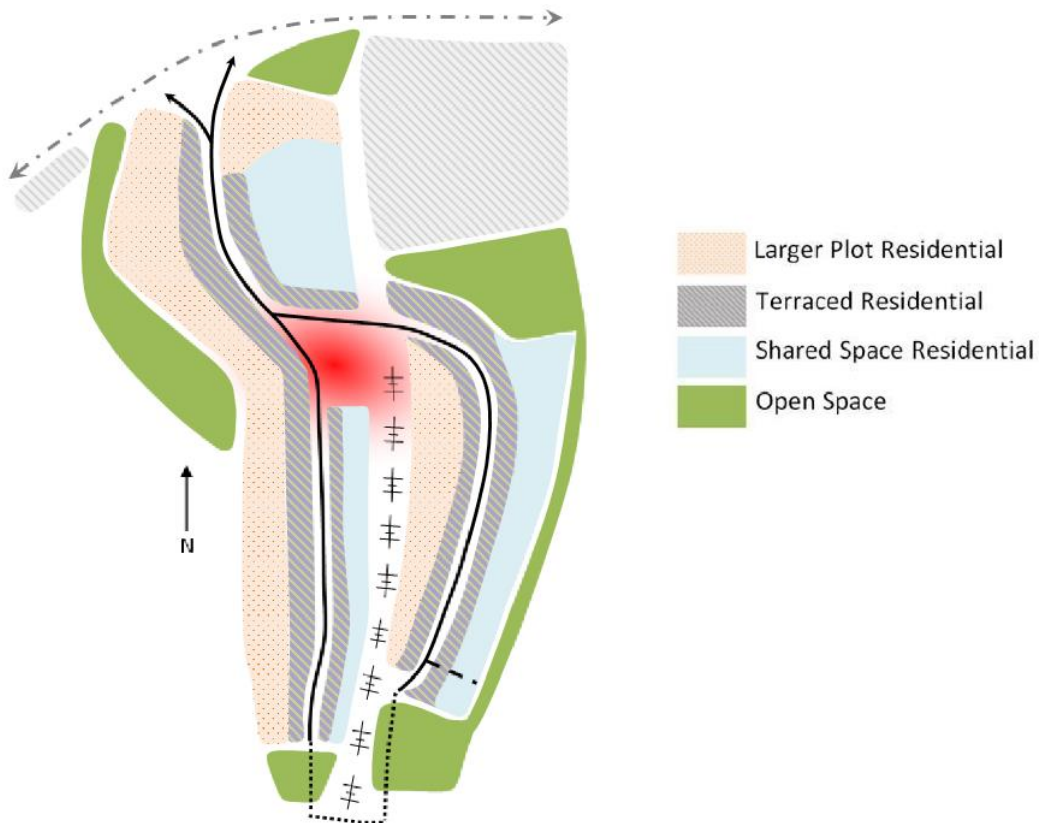 Larger Plot Residential
Terraced Residential
Shared Space Residential
Open Space
N